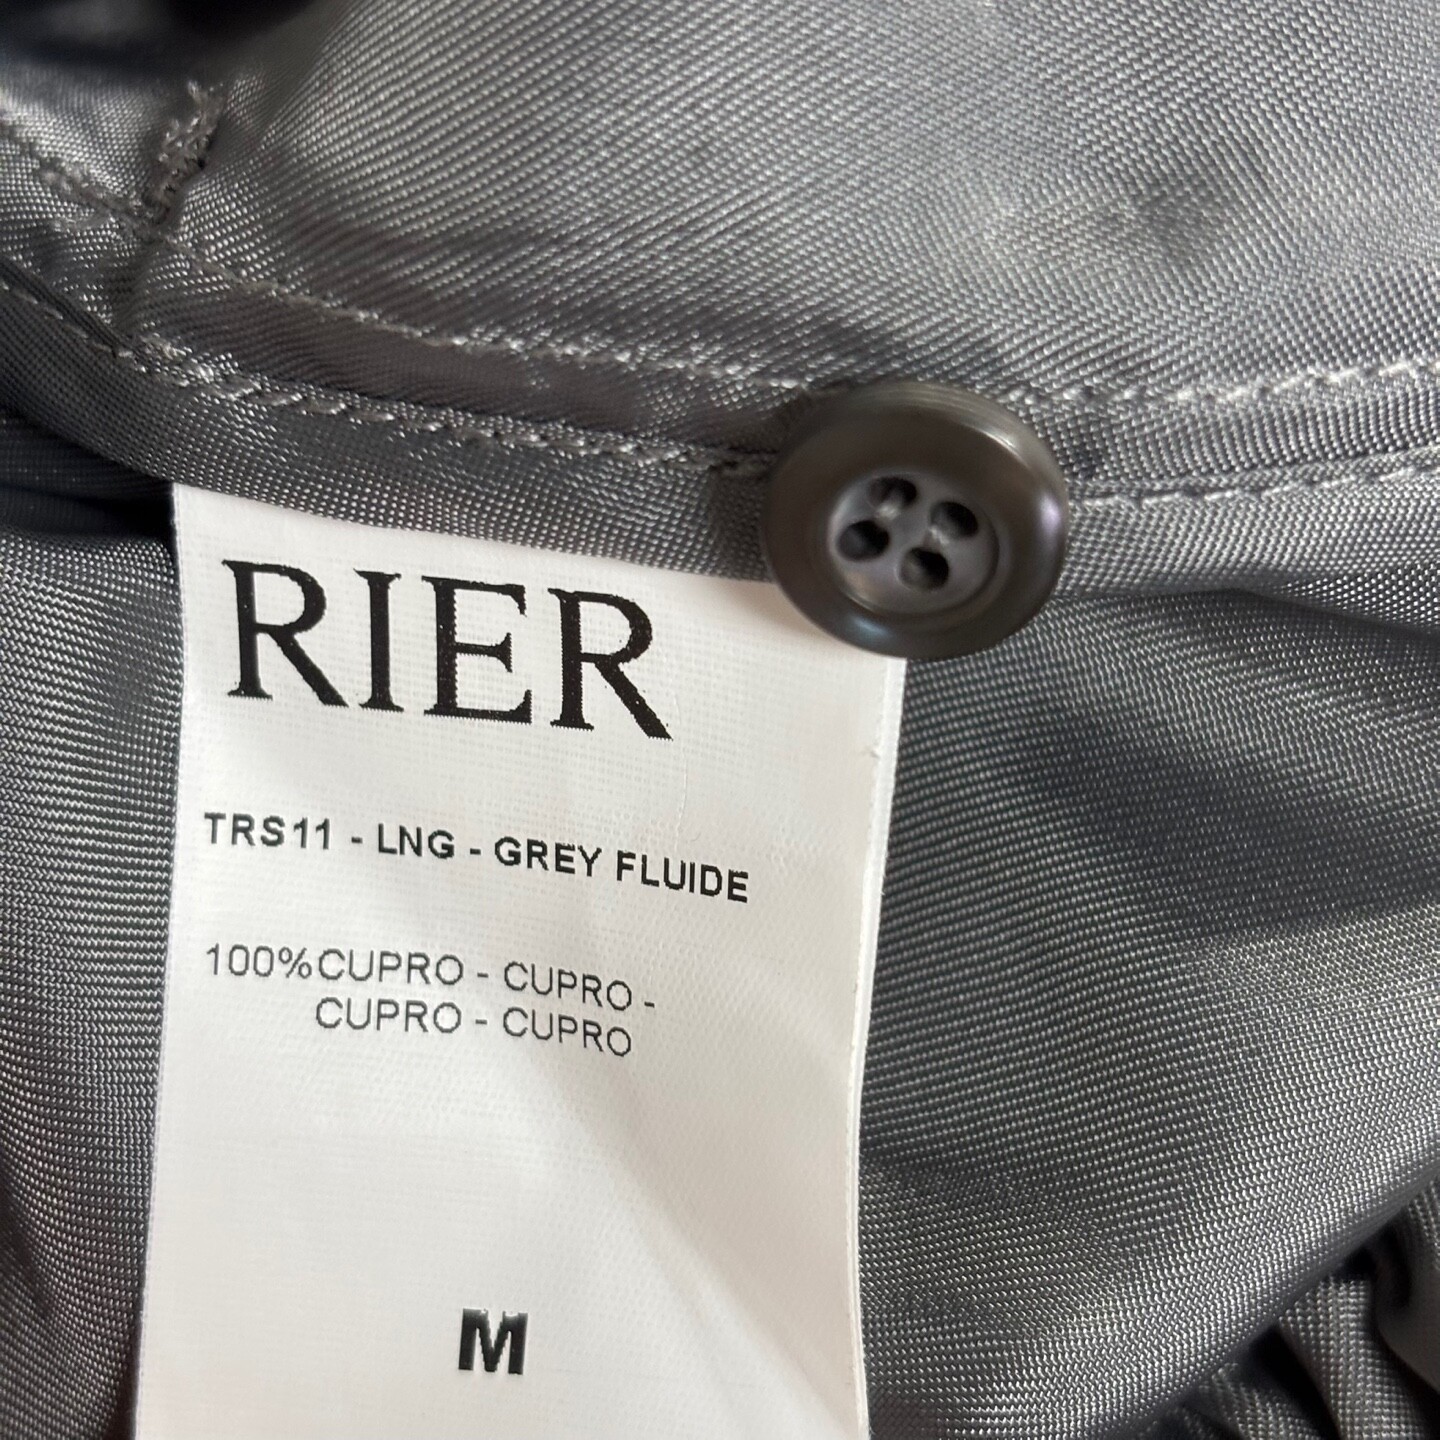 RIER
TRS11 - LNG - GREY FLUIDE
100%CUPRO - CUPRO -
CUPRO - CUPRO
M